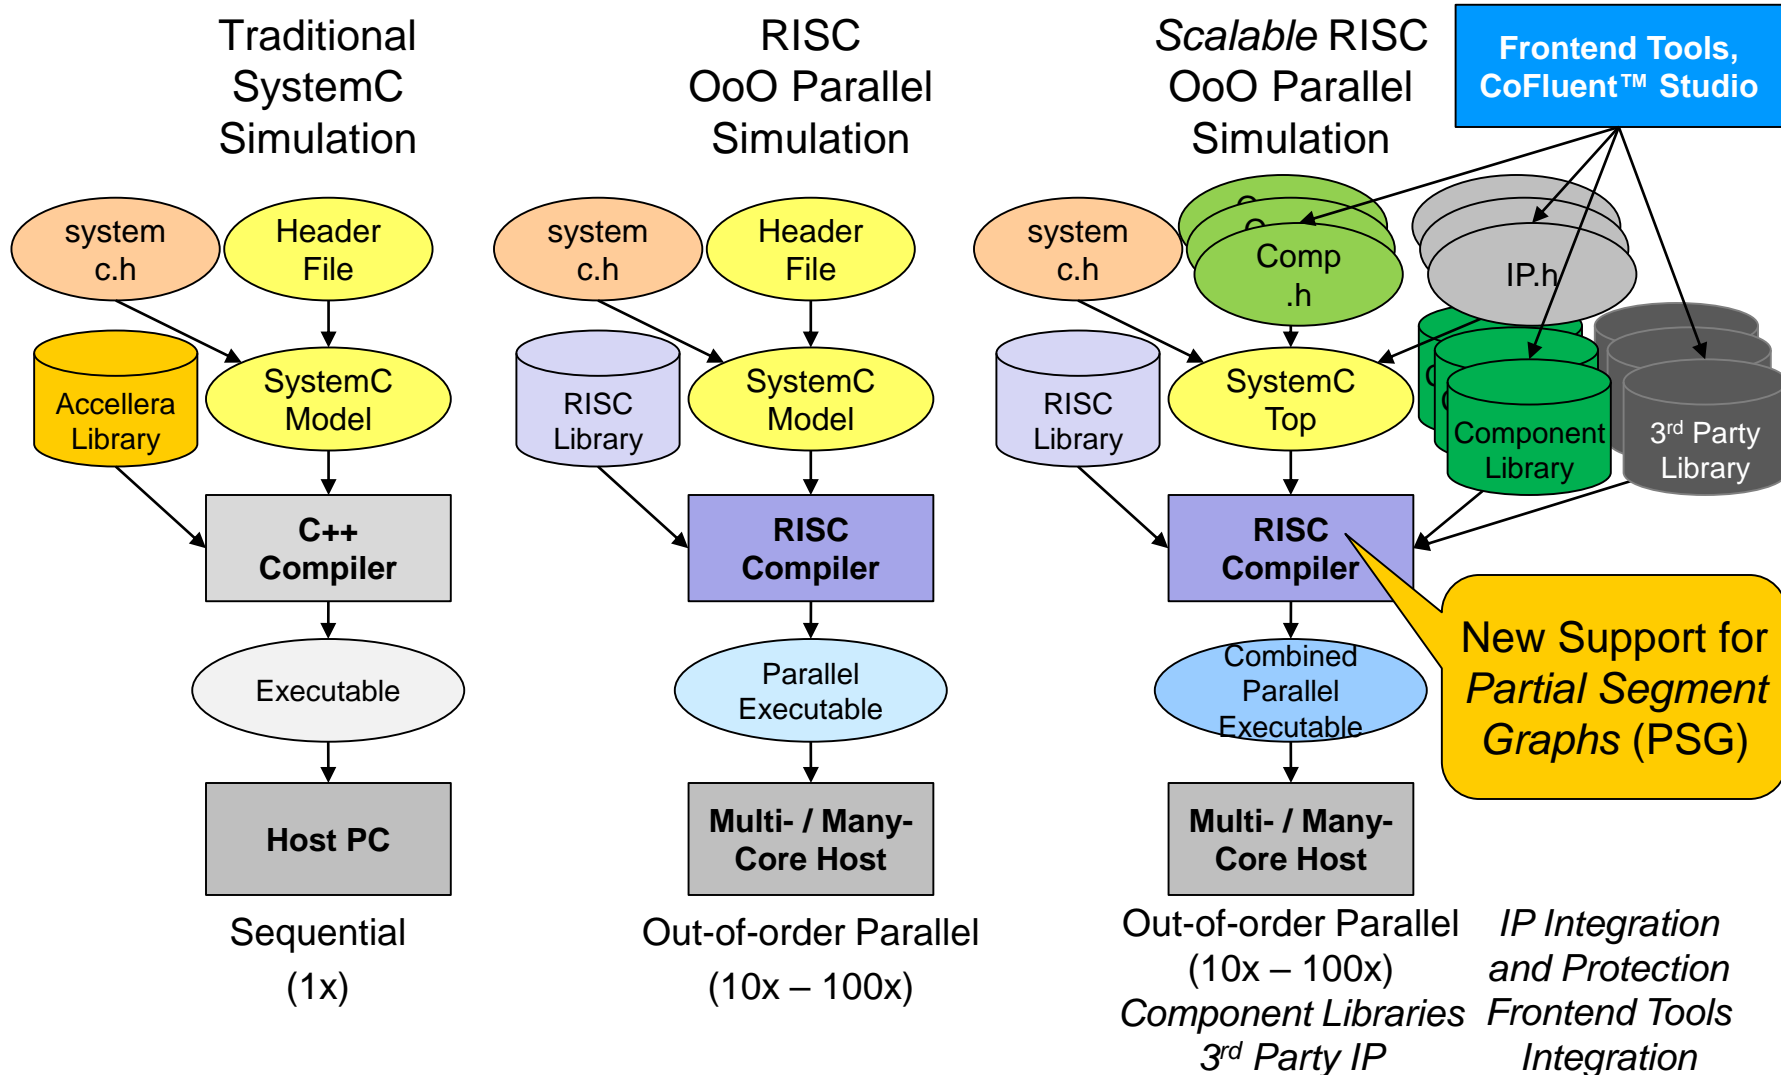 Traditional
SystemC
Simulation
RISC
OoO Parallel
Simulation
Scalable RISC
OoO Parallel
Simulation
Frontend Tools,
CoFluent™ Studio
system
c.h
Header
File
system
c.h
Header
File
system
c.h
Comp
.h
IP.h
Accellera
Library
SystemC
Model
RISC
Library
SystemC
Model
RISC
Library
SystemC
Top
Component
Library
3rd Party
Library
C++
Compiler
RISC
Compiler
RISC
Compiler
New Support for
Partial Segment
Graphs (PSG)
Executable
Parallel
Executable
Combined
Parallel
Executable
Host PC
Multi- / Many-
Core Host
Multi- / Many-
Core Host
Sequential
(1x)
Out-of-order Parallel
(10x – 100x)
Out-of-order Parallel
(10x – 100x)
Component Libraries
3rd Party IP
IP Integration
and Protection
Frontend Tools
Integration